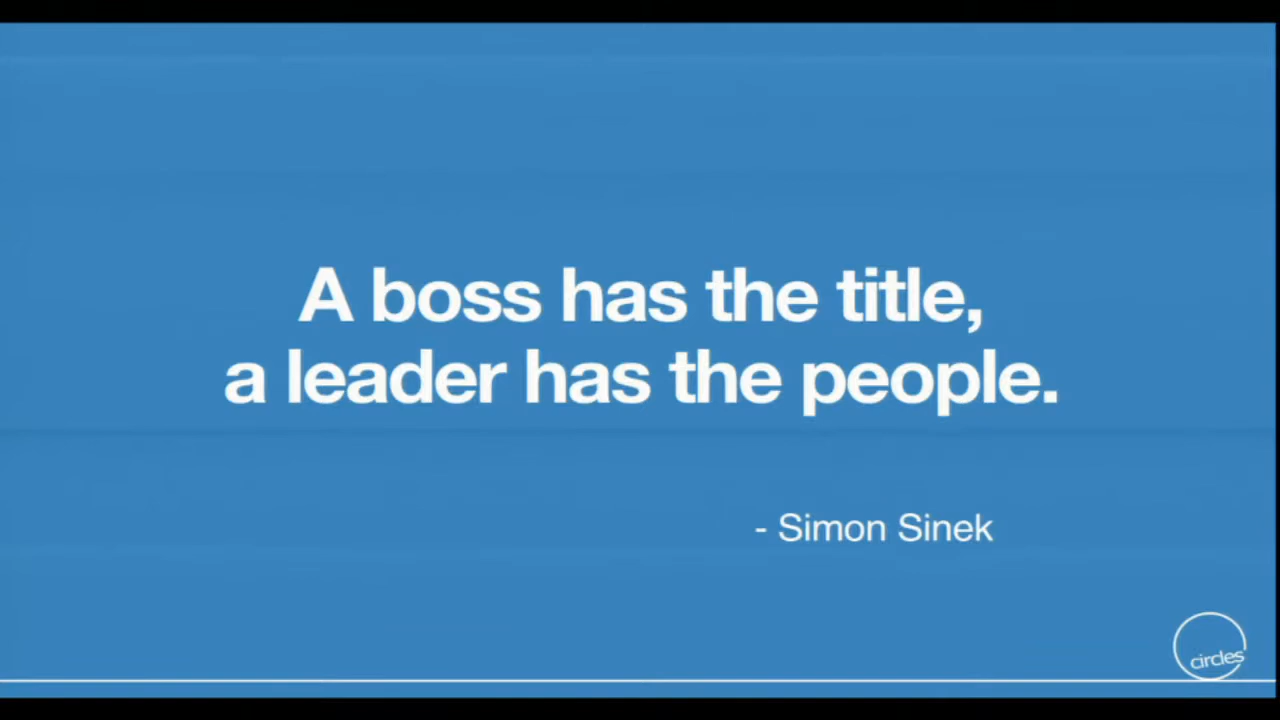 A boss has the title,
a leader has the people.
- Simon Sinek
circles